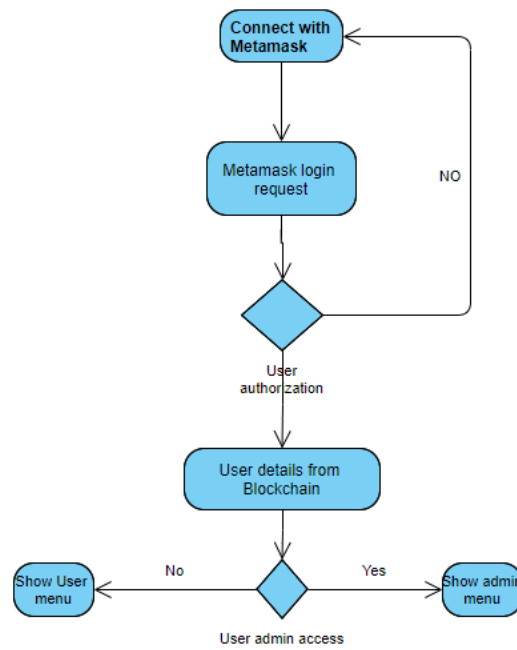 Connect with
Metamask
Metamask login
request
NO
User
authorization
User details from
Blockchain
No
Yes
Show User
menu
Show admin
menu
User admin access